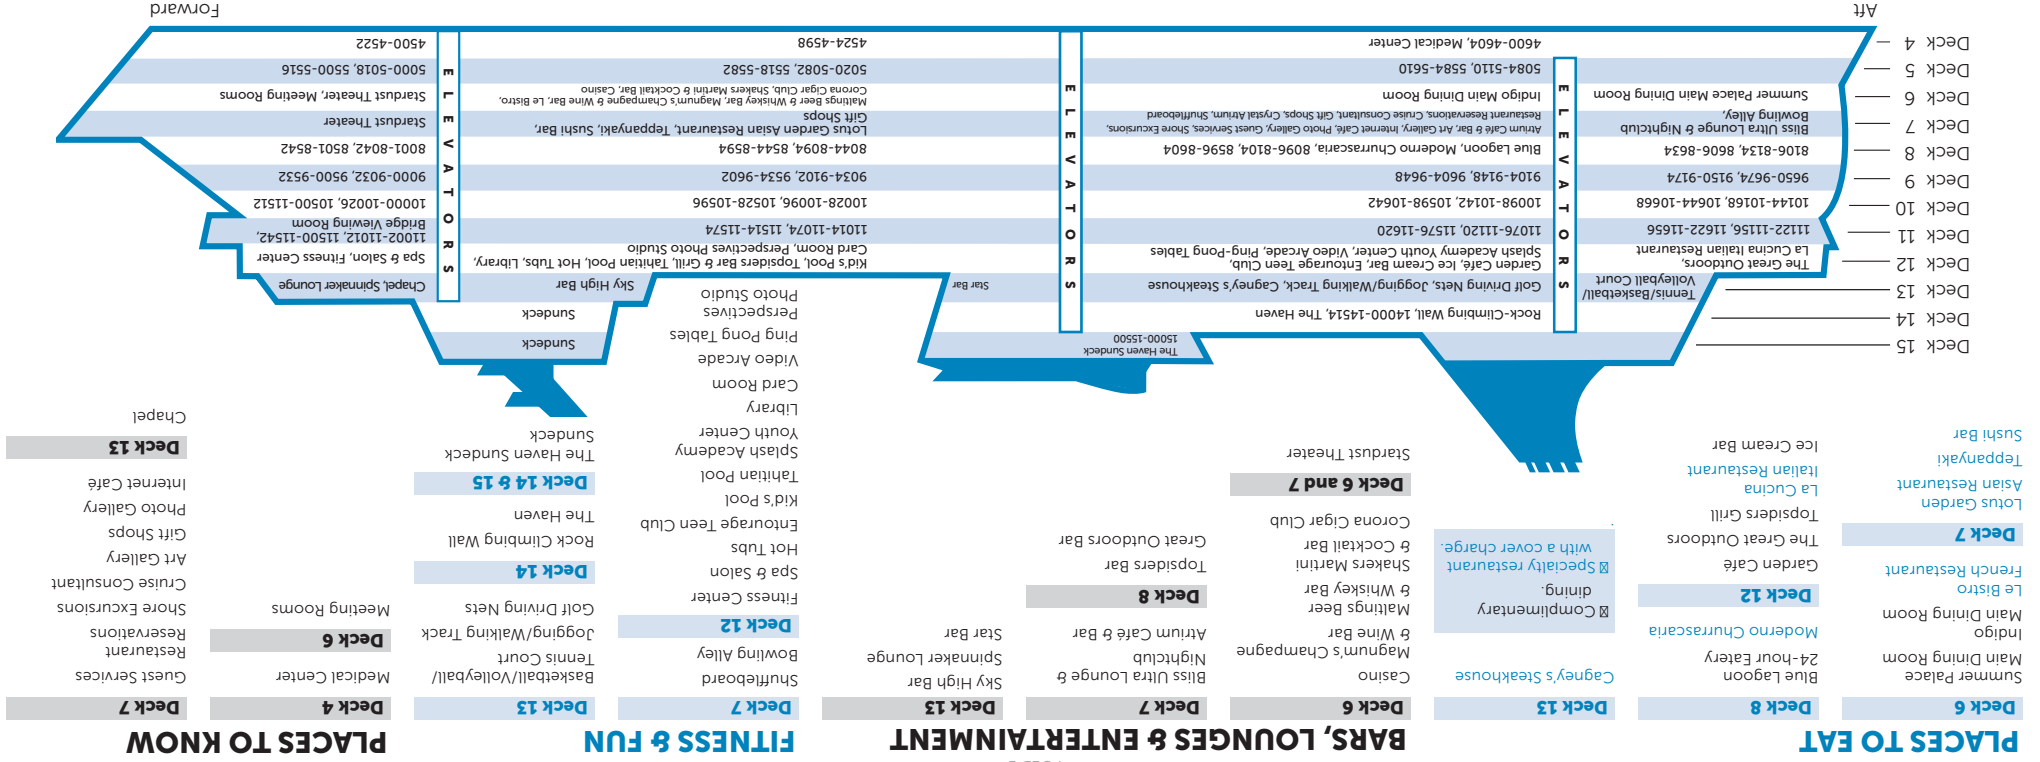 PLACES TO EAT
Deck 6
Summer Palace
Main Dining Room
Indigo
Main Dining Room
Le Bistro
French Restaurant
Deck 7
Lotus Garden
Asian Restaurant
Teppanyaki
Sushi Bar
Deck 8
Blue Lagoon
24-hour Eatery
Moderno Churrascaria
Deck 12
Garden Café
The Great Outdoors
Topsiders Grill
La Cucina
Italian Restaurant
Ice Cream Bar
Deck 13
Cagney's Steakhouse
Complimentary
dining.
Specialty restaurant
with a cover charge.
BARS, LOUNGES & ENTERTAINMENT
Deck 6
Casino
Magnum's Champagne
& Wine Bar
Maltings Beer
& Whiskey Bar
Shakers Martini
& Cocktail Bar
Corona Cigar Club
Deck 6 and 7
Stardust Theater
Deck 7
Bliss Ultra Lounge &
Nightclub
Atrium Café & Bar
Deck 8
Topsiders Bar
Great Outdoors Bar
Deck 13
Sky High Bar
Spinnaker Lounge
Star Bar
FITNESS & FUN
Deck 7
Shuffleboard
Bowling Alley
Deck 12
Fitness Center
Spa & Salon
Hot Tubs
Entourage Teen Club
Kid's Pool
Tahitian Pool
Splash Academy
Youth Center
Library
Card Room
Video Arcade
Ping Pong Tables
Perspectives
Photo Studio
Deck 13
Basketball/Volleyball/
Tennis Court
Jogging/Walking Track
Golf Driving Nets
Deck 14
Rock Climbing Wall
The Haven
Deck 14 & 15
The Haven Sundeck
Sundeck
PLACES TO KNOW
Deck 4
Medical Center
Deck 6
Meeting Rooms
Deck 7
Guest Services
Restaurant
Reservations
Shore Excursions
Cruise Consultant
Art Gallery
Gift Shops
Photo Gallery
Internet Café
Deck 13
Chapel
Deck 15
The Haven Sundeck
15000-15500
Sundeck
Deck 14
Rock-Climbing Wall, 14000-14514, The Haven
Sundeck
Deck 13
Tennis/Basketball/
Volleyball Court
Golf Driving Nets, Jogging/Walking Track, Cagney's Steakhouse
Star Bar
Sky High Bar
Chapel, Spinnaker Lounge
Deck 12
The Great Outdoors,
La Cucina Italian Restaurant
Garden Café, Ice Cream Bar, Entourage Teen Club,
Splash Academy Youth Center, Video Arcade, Ping-Pong Tables
Kid's Pool, Topsiders Bar & Grill, Tahitian Pool, Hot Tubs, Library,
Card Room, Perspectives Photo Studio
Spa & Salon, Fitness Center
Deck 11
11122-11156, 11622-11656
11076-11120, 11576-11620
11014-11074, 11514-11574
11002-11012, 11500-11542,
Bridge Viewing Room
Deck 10
10144-10168, 10644-10668
10098-10142, 10598-10642
10028-10096, 10528-10596
10000-10026, 10500-10512
Deck 9
9650-9674, 9150-9174
9104-9148, 9604-9648
9034-9102, 9534-9602
9000-9032, 9500-9532
Deck 8
8106-8134, 8606-8634
Blue Lagoon, Moderno Churrascaria, 8096-8104, 8596-8604
8044-8094, 8544-8594
8001-8042, 8501-8542
Deck 7
Bliss Ultra Lounge & Nightclub
Bowling Alley,
Atrium Café & Bar, Art Gallery, Internet Café, Photo Gallery, Guest Services, Shore Excursions,
Restaurant Reservations, Cruise Consultant, Gift Shops, Crystal Atrium, Shuffleboard
Lotus Garden Asian Restaurant, Teppanyaki, Sushi Bar,
Gift Shops
Stardust Theater
Deck 6
Summer Palace Main Dining Room
Indigo Main Dining Room
Corona Cigar Club, Shakers Martini & Cocktail Bar, Casino
Maltings Beer & Whiskey Bar, Magnum's Champagne & Wine Bar, Le Bistro,
Stardust Theater, Meeting Rooms
Deck 5
5084-5110, 5584-5610
5020-5082, 5518-5582
5000-5018, 5500-5516
Deck 4
4600-4604, Medical Center
4524-4598
4500-4522
ELEVATORS
ELEVATORS
ELEVATORS
Aft
Forward